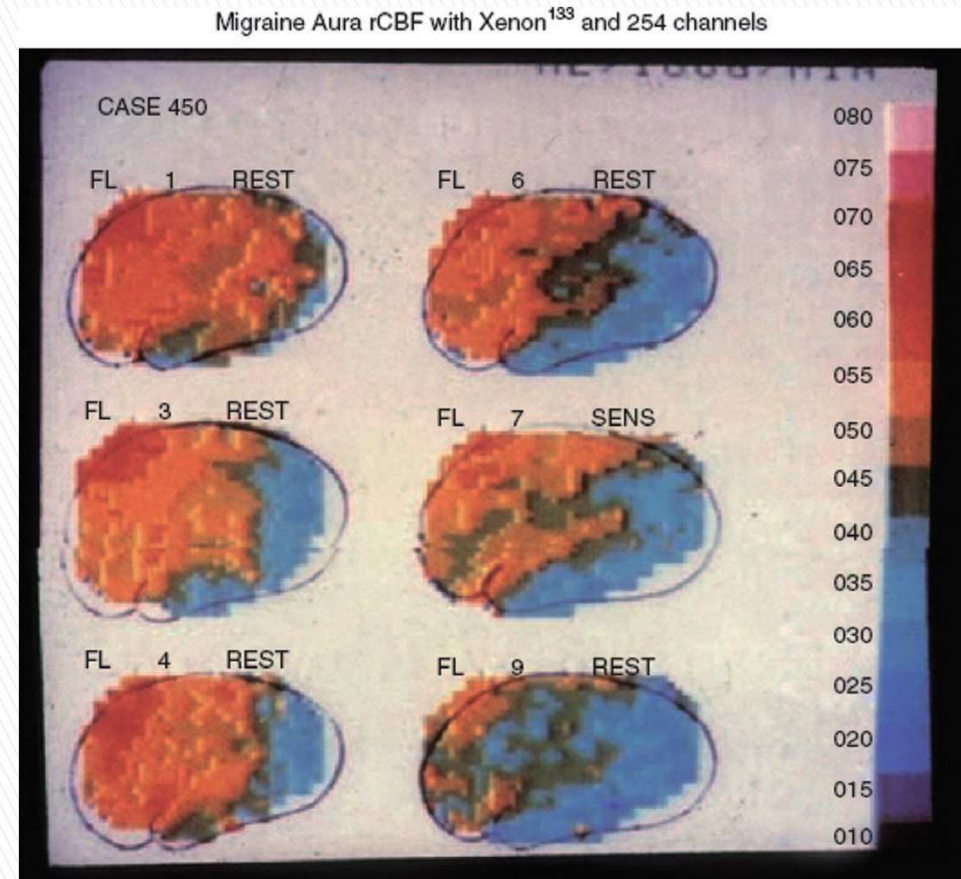 Migraine Aura rCBF with Xenon¹³³ and 254 channels
CASE 450
FL 1 REST
FL 6 REST
FL 3 REST
FL 7 SENS
FL 4 REST
FL 9 REST
080
075
070
065
060
055
050
045
040
035
030
025
020
015
010